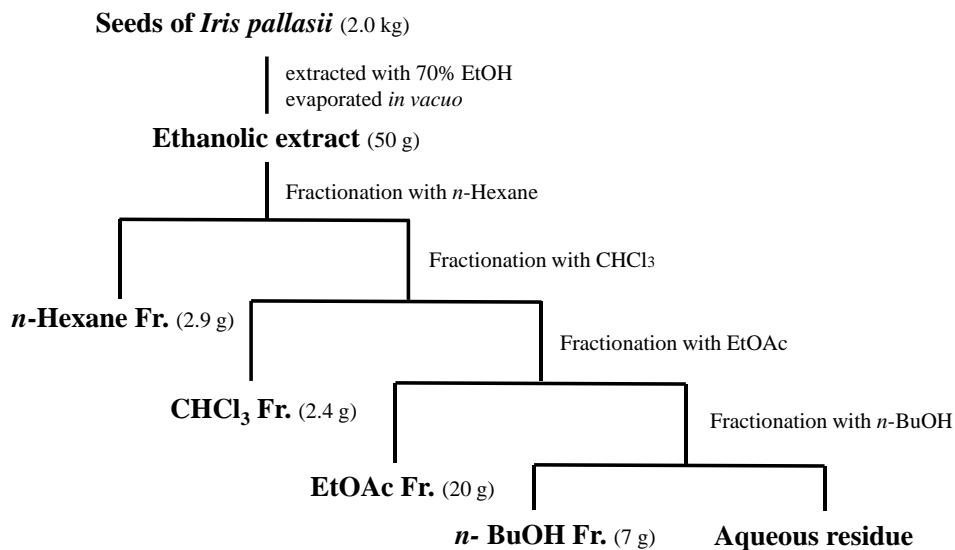 Seeds of Iris pallasii (2.0 kg)
extracted with 70% EtOH
evaporated in vacuo
Ethanolic extract (50 g)
Fractionation with n-Hexane
Fractionation with CHCl3
n-Hexane Fr. (2.9 g)
Fractionation with EtOAc
CHCl3 Fr. (2.4 g)
Fractionation with n-BuOH
EtOAc Fr. (20 g)
n- BuOH Fr. (7 g)
Aqueous residue